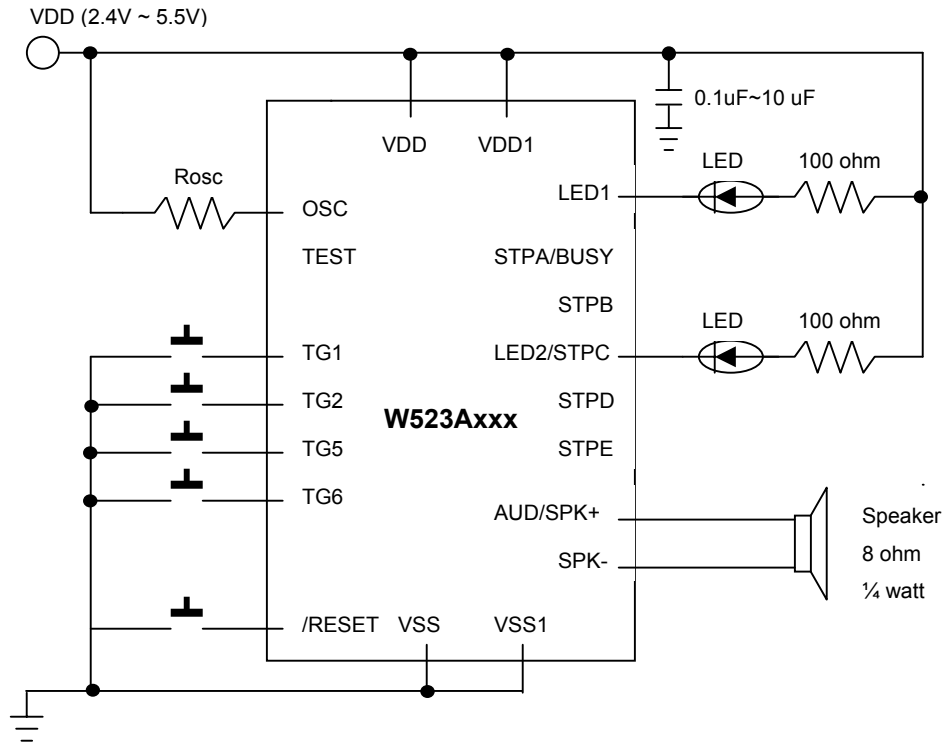 VDD (2.4V ~ 5.5V)
0.1uF~10 uF
VDD
VDD1
LED
100 ohm
Rosc
LED1
OSC
TEST
STPA/BUSY
STPB
LED
100 ohm
TG1
LED2/STPC
TG2
STPD
W523Axxx
TG5
STPE
TG6
AUD/SPK+
Speaker
SPK-
8 ohm
¼ watt
/RESET
VSS
VSS1